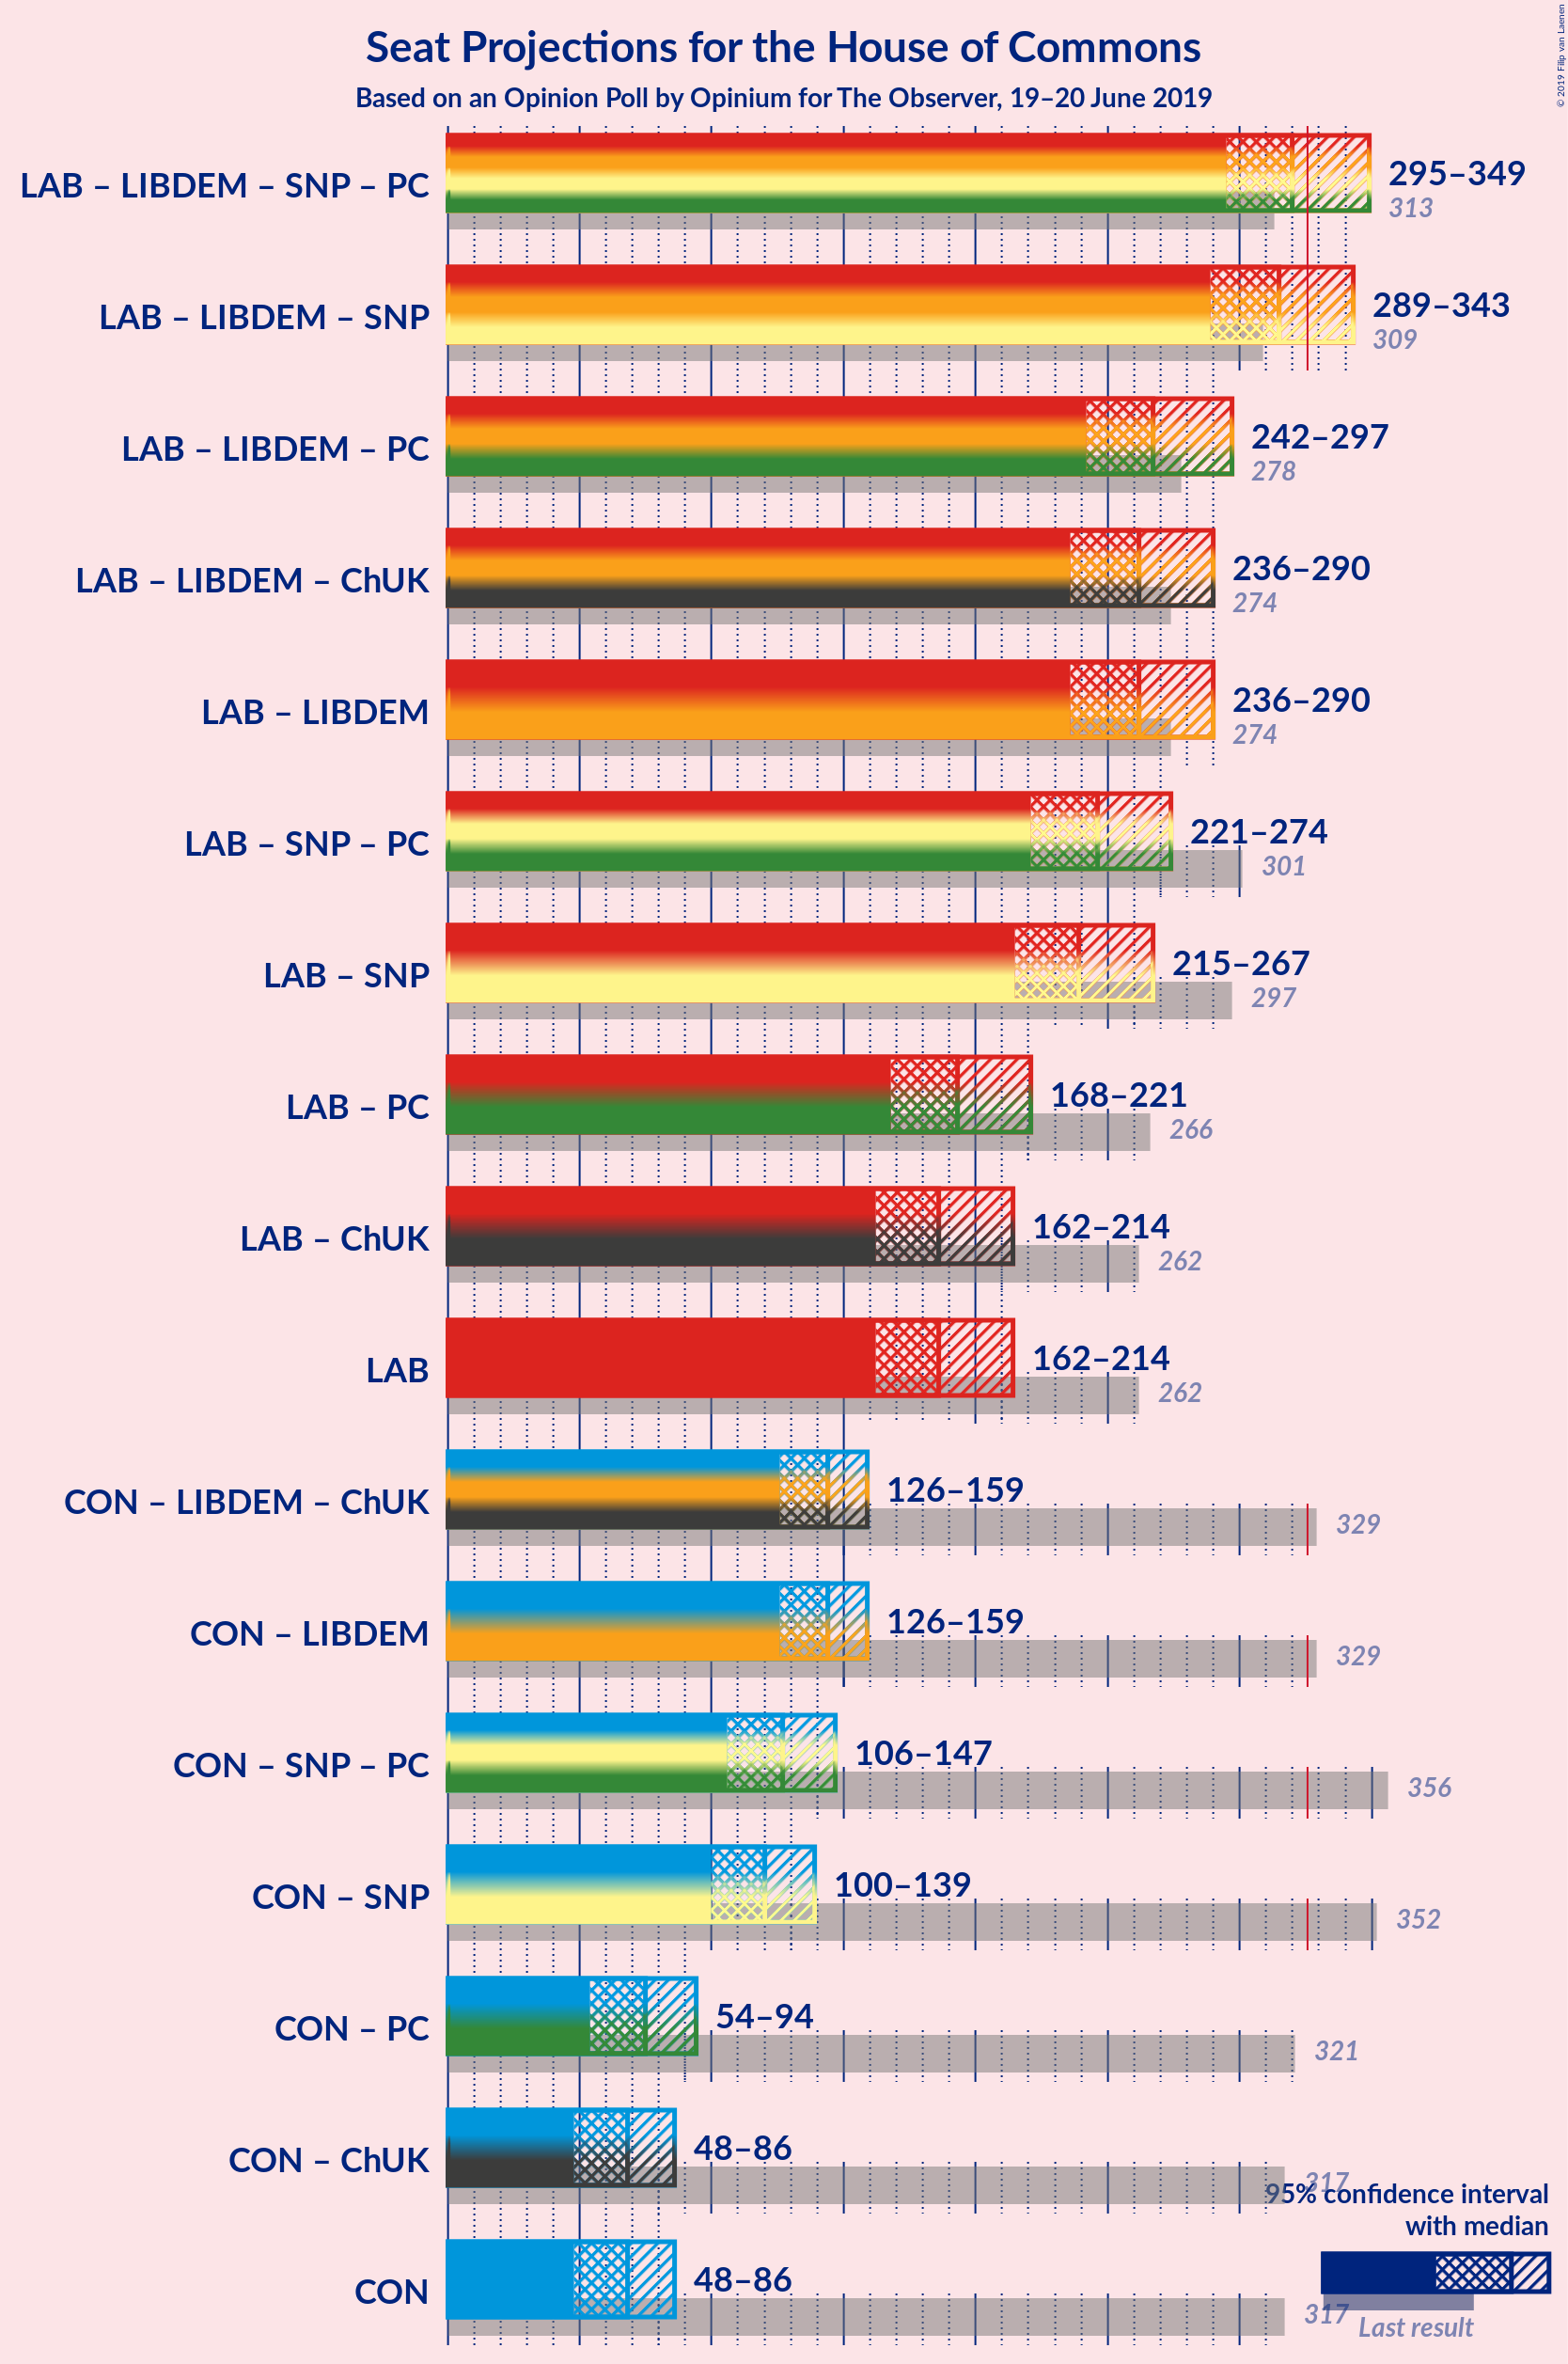 © 2019 Filip van Laenen
Seat Projections for the House of Commons
Based on an Opinion Poll by Opinium for The Observer, 19–20 June 2019
LAB – LIBDEM – SNP – PC 295–349
313
LAB – LIBDEM – SNP 289–343
309
LAB – LIBDEM – PC 242–297
278
LAB – LIBDEM – ChUK 236–290
274
LAB – LIBDEM 236–290
274
LAB – SNP – PC 221–274
301
LAB – SNP 215–267
297
LAB – PC 168–221
266
LAB – ChUK 162–214
262
LAB 162–214
262
CON – LIBDEM – ChUK 126–159
329
CON – LIBDEM 126–159
329
CON – SNP – PC 106–147
356
CON – SNP 100–139
352
CON – PC 54–94
321
CON – ChUK 48–86
317
CON 48–86
317
95% confidence interval
with median
Last result